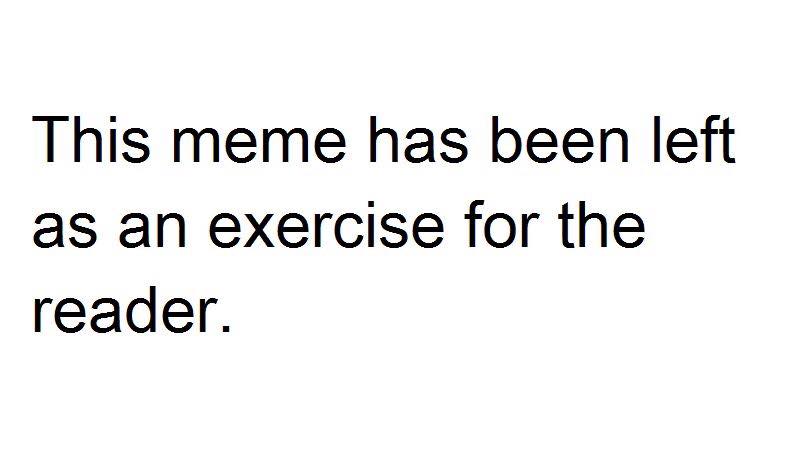 This meme has been left
as an exercise for the
reader.